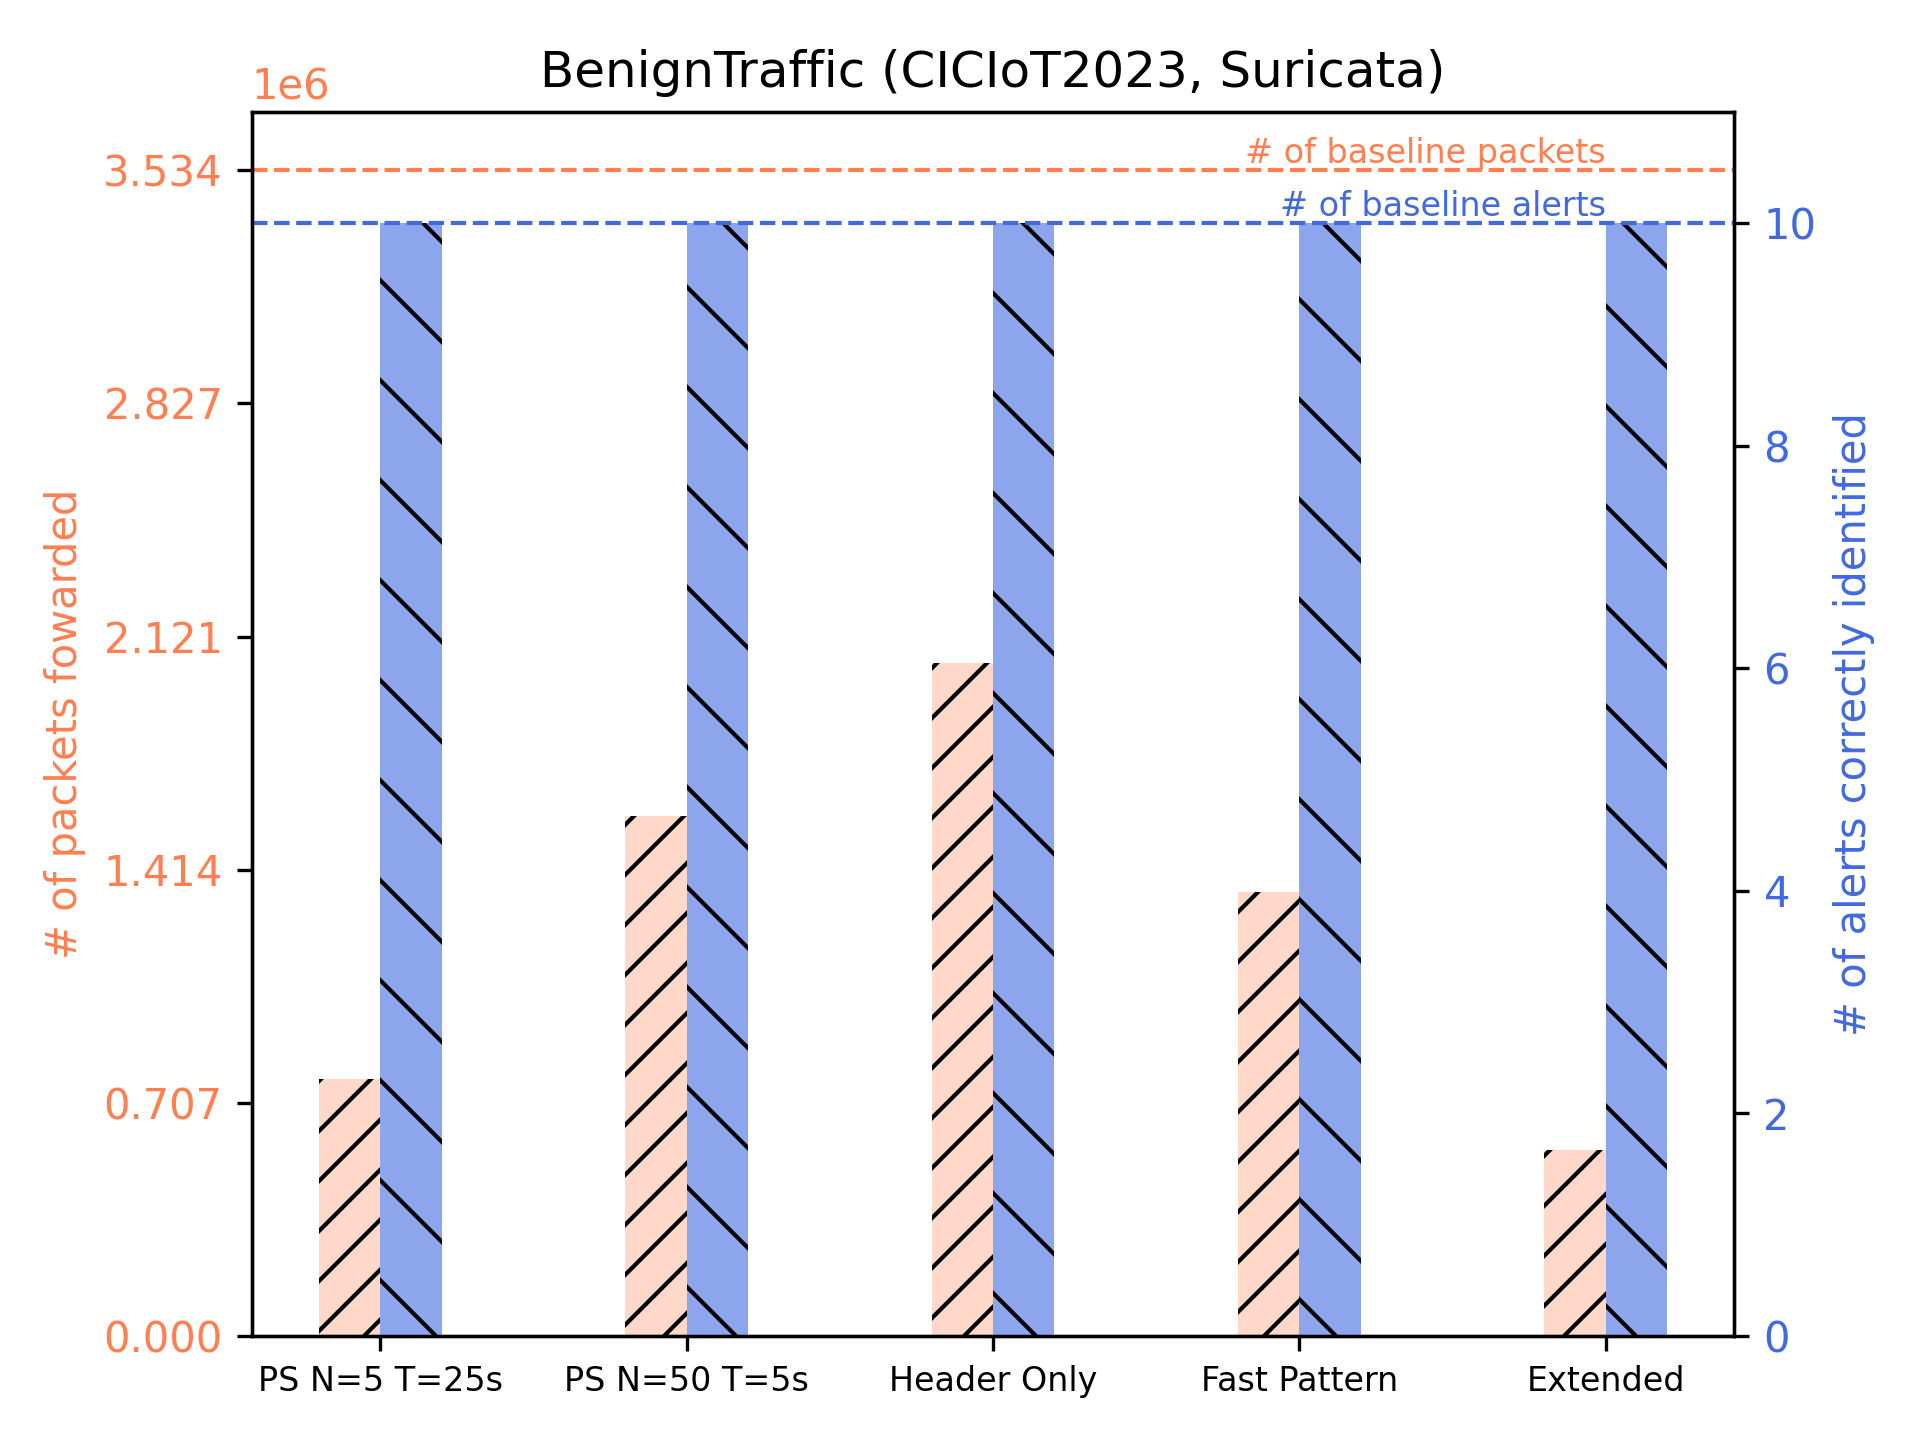 BenignTraffic (CICIoT2023, Suricata)
1e6
# of baseline packets
# of baseline alerts
3.534
2.827
2.121
1.414
0.707
0.000
# of packets fowarded
10
8
6
4
2
0
# of alerts correctly identified
PS N=5 T=25s
PS N=50 T=5s
Header Only
Fast Pattern
Extended